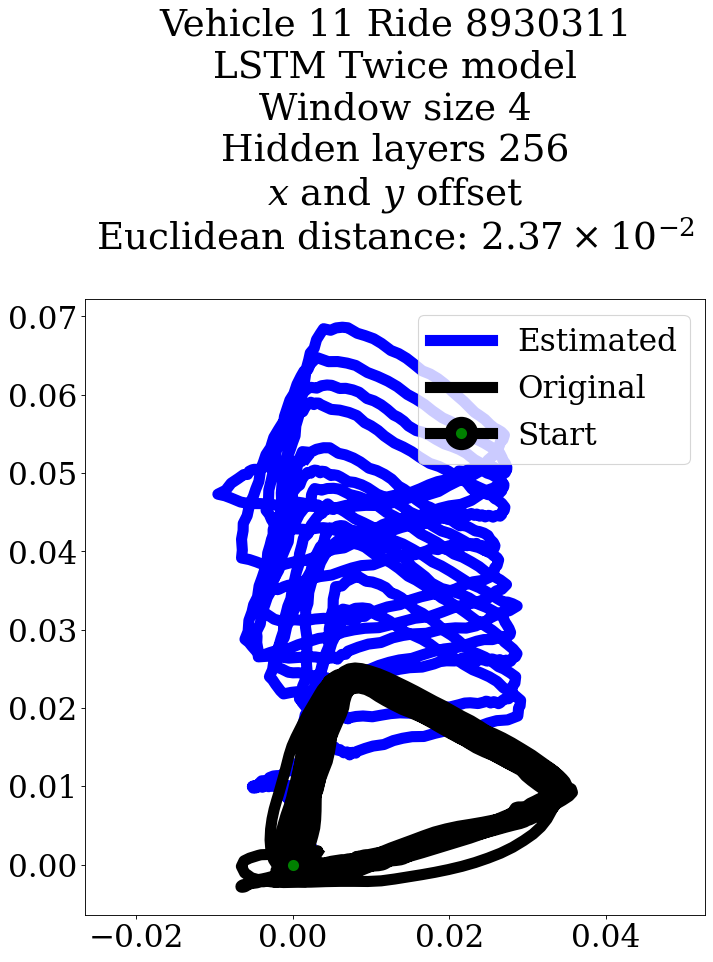 Vehicle 11 Ride 8930311
LSTM Twice model
Window size 4
Hidden layers 256
x and y offset
Euclidean distance: 2.37 × 10⁻²
0.07
0.06
0.05
0.04
0.03
0.02
0.01
0.00
Estimated
Original
Start
−0.02 0.00 0.02 0.04